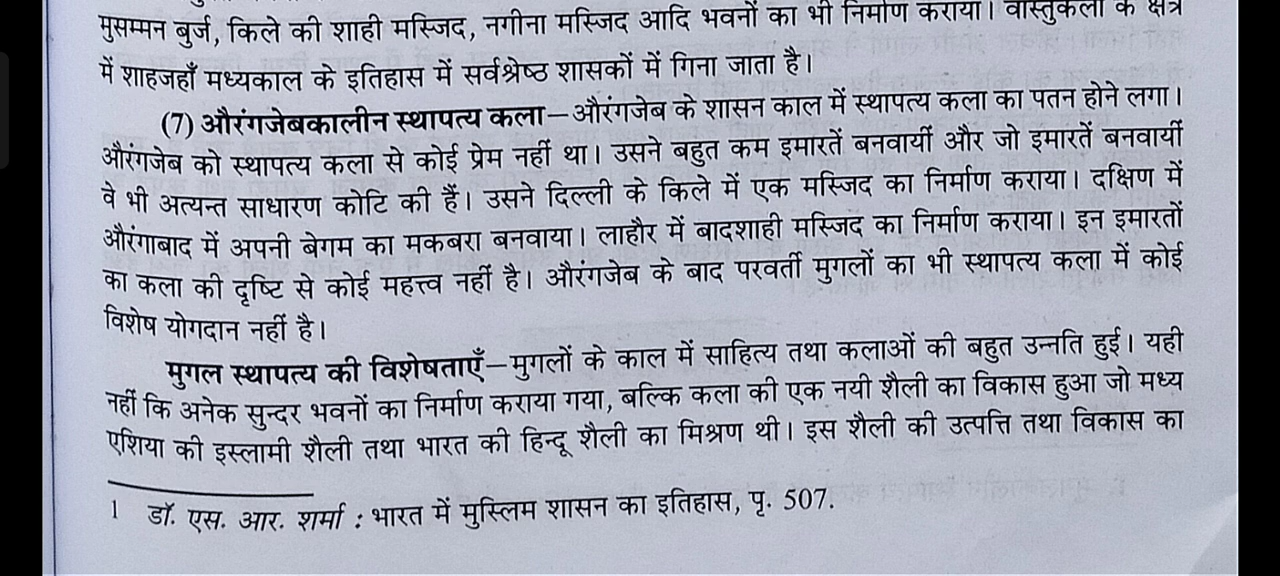 मुसम्मन बुर्ज, किले की शाही मस्जिद, नगीना मस्जिद आदि भवनों का भी निर्माण कराया। वास्तुकला के क्षेत्र
में शाहजहाँ मध्यकाल के इतिहास में सर्वश्रेष्ठ शासकों में गिना जाता है।
(7) औरंगजेबकालीन स्थापत्य कला—औरंगजेब के शासन काल में स्थापत्य कला का पतन होने लगा।
औरंगजेब को स्थापत्य कला से कोई प्रेम नहीं था। उसने बहुत कम इमारतें बनवायीं और जो इमारतें बनवायीं
वे भी अत्यन्त साधारण कोटि की हैं। उसने दिल्ली के किले में एक मस्जिद का निर्माण कराया। दक्षिण में
औरंगाबाद में अपनी बेगम का मकबरा बनवाया। लाहौर में बादशाही मस्जिद का निर्माण कराया। इन इमारतों
का कला की दृष्टि से कोई महत्त्व नहीं है। औरंगजेब के बाद परवर्ती मुगलों का भी स्थापत्य कला में कोई
विशेष योगदान नहीं है।
मुगल स्थापत्य की विशेषताएँ—मुगलों के काल में साहित्य तथा कलाओं की बहुत उन्नति हुई। यही
नहीं कि अनेक सुन्दर भवनों का निर्माण कराया गया, बल्कि कला की एक नयी शैली का विकास हुआ जो मध्य
एशिया की इस्लामी शैली तथा भारत की हिन्दू शैली का मिश्रण थी। इस शैली की उत्पत्ति तथा विकास का
1 डॉ. एस. आर. शर्मा : भारत में मुस्लिम शासन का इतिहास, पृ. 507.